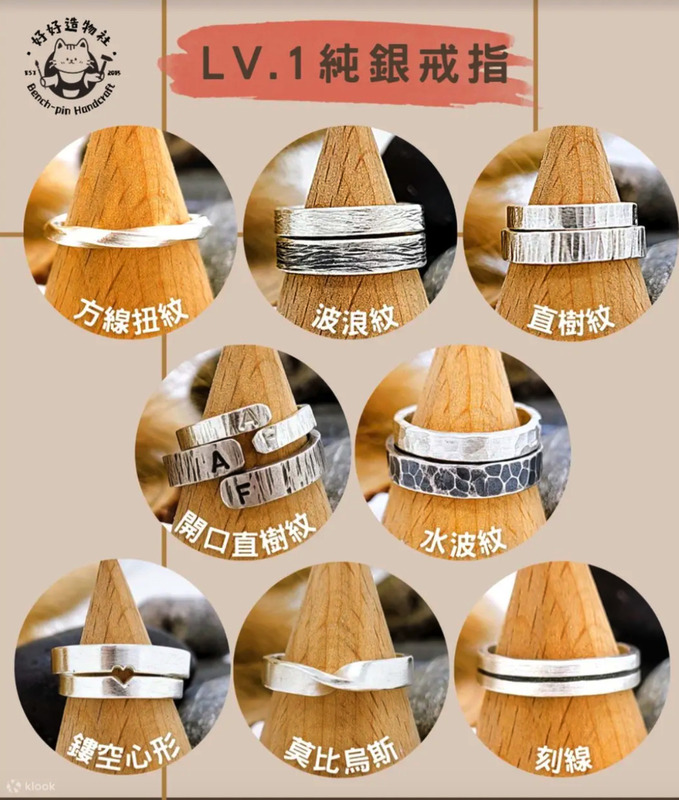 好好造物社
EST 2015
Bench-pin Handcraft
LV.1純銀戒指
方線扭紋
波浪紋
直樹紋
A
F
A
F
開口直樹紋
水波紋
鏤空心形
莫比烏斯
刻線
klook